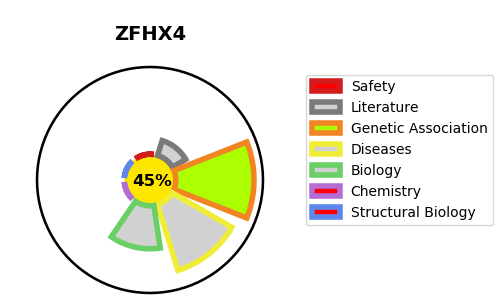 ZFHX4
45%
Safety
Literature
Genetic Association
Diseases
Biology
Chemistry
Structural Biology